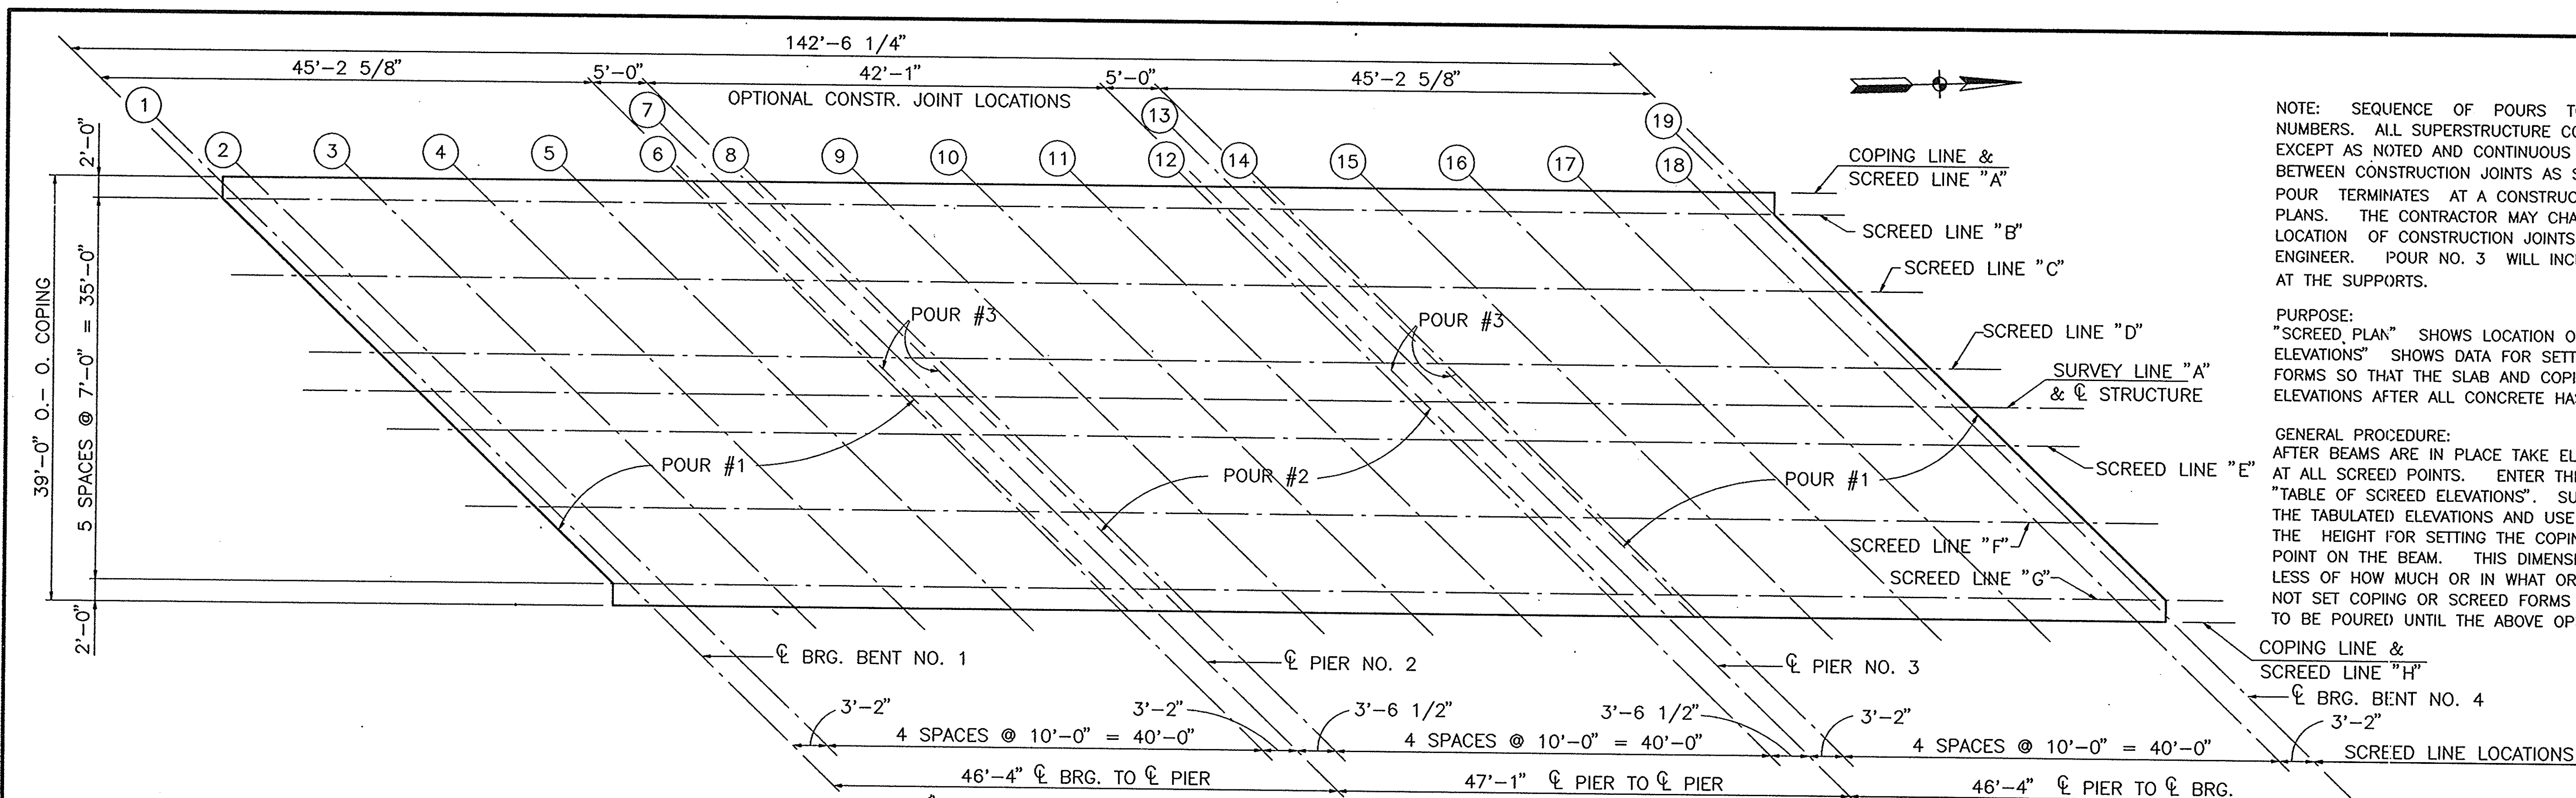 142'-6 1/4"
45'-2 5/8"
5'-0"
42'-1"
5'-0"
45'-2 5/8"
OPTIONAL CONSTR. JOINT LOCATIONS
1
2
3
4
5
6
7
8
9
10
11
12
13
14
15
16
17
18
19
2'-0"
39'-0" O.- O. COPING
5 SPACES @ 7'-0" = 35'-0"
2'-0"
COPING LINE &
SCREED LINE "A"
SCREED LINE "B"
SCREED LINE "C"
SCREED LINE "D"
SURVEY LINE "A"
& ℄ STRUCTURE
SCREED LINE "E"
SCREED LINE "F"
SCREED LINE "G"
COPING LINE &
SCREED LINE "H"
POUR #3
POUR #3
POUR #1
POUR #2
POUR #1
℄ BRG. BENT NO. 1
℄ PIER NO. 2
℄ PIER NO. 3
℄ BRG. BENT NO. 4
3'-2"
3'-2"
3'-6 1/2"
3'-6 1/2"
3'-2"
3'-2"
4 SPACES @ 10'-0" = 40'-0"
4 SPACES @ 10'-0" = 40'-0"
4 SPACES @ 10'-0" = 40'-0"
SCREED LINE LOCATIONS
46'-4" ℄ BRG. TO ℄ PIER
47'-1" ℄ PIER TO ℄ PIER
46'-4" ℄ PIER TO ℄ BRG.
NOTE: SEQUENCE OF POURS
NUMBERS. ALL SUPERSTRUCTURE
EXCEPT AS NOTED AND CONTINUOUS
BETWEEN CONSTRUCTION JOINTS AS
POUR TERMINATES AT A
PLANS. THE CONTRACTOR MAY
LOCATION OF CONSTRUCTION JOINTS
ENGINEER. POUR NO. 3 WILL
AT THE SUPPORTS.
PURPOSE:
"SCREED PLAN" SHOWS LOCATION
ELEVATIONS" SHOWS DATA FOR
FORMS SO THAT THE SLAB AND
ELEVATIONS AFTER ALL CONCRETE
GENERAL PROCEDURE:
AFTER BEAMS ARE IN PLACE TAKE
AT ALL SCREED POINTS. ENTER
"TABLE OF SCREED ELEVATIONS".
THE TABULATED ELEVATIONS AND USE
THE HEIGHT FOR SETTING THE
POINT ON THE BEAM. THIS
LESS OF HOW MUCH OR IN WHAT
NOT SET COPING OR SCREED FORMS
TO BE POURED UNTIL THE ABOVE